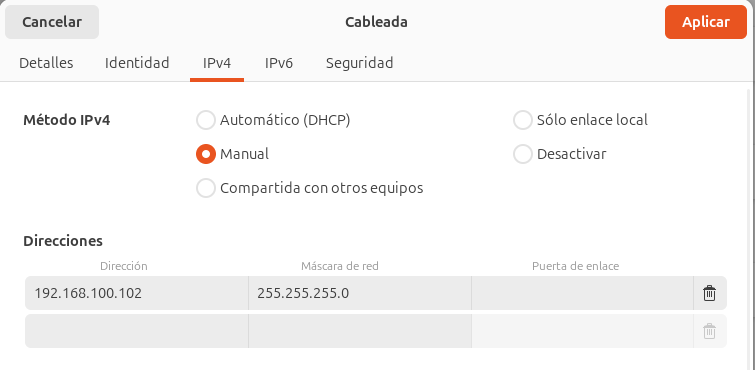 Cancelar Cableada Aplicar
Detalles Identidad IPv4 IPv6 Seguridad
Método IPv4 Automático (DHCP) Sólo enlace local
Manual Desactivar
Compartida con otros equipos
Direcciones
Dirección Máscara de red Puerta de enlace
192.168.100.102 255.255.255.0